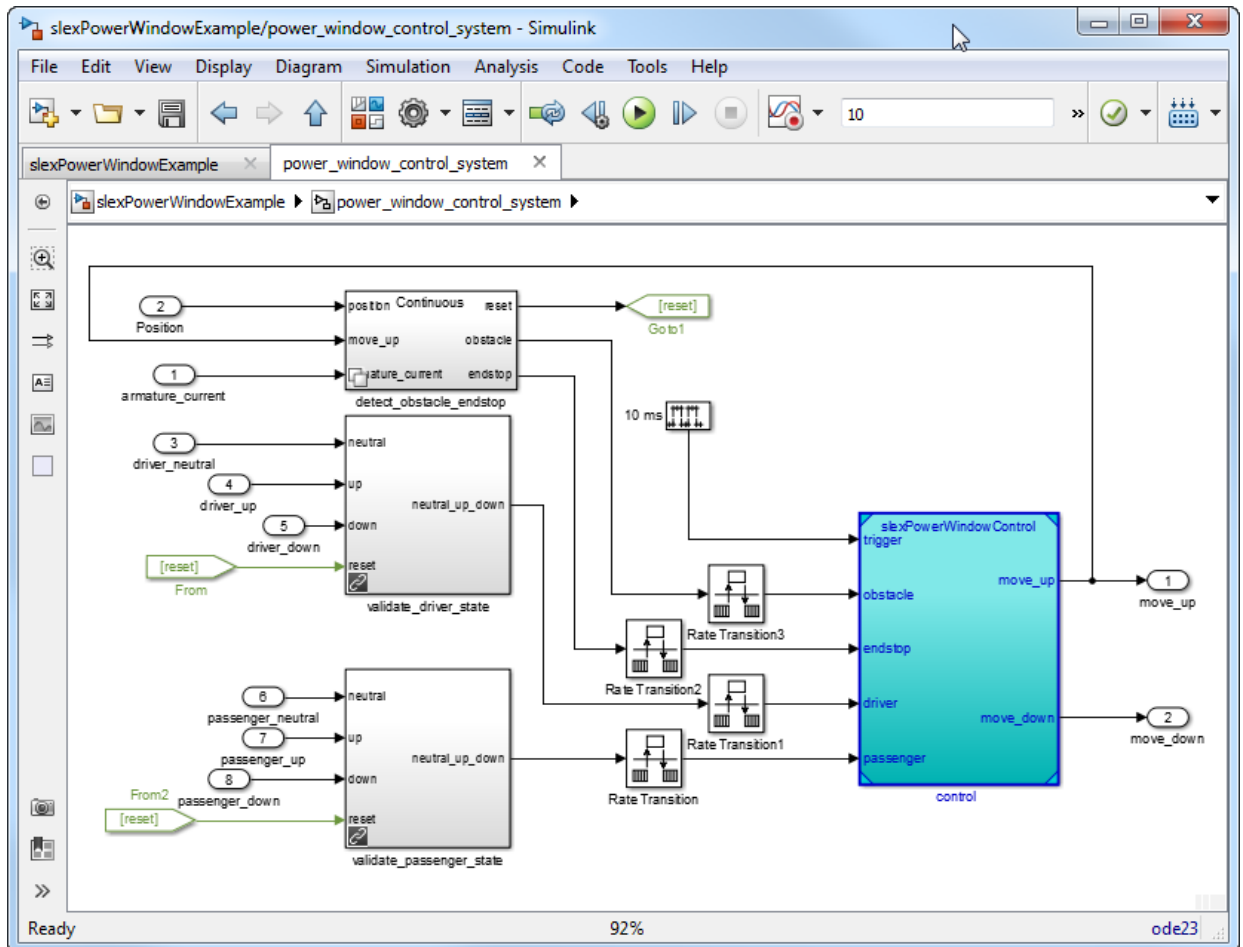 slexPowerWindowExample/power_window_control_system - Simulink
File Edit View Display Diagram Simulation Analysis Code Tools Help
10
»
slexPowerWindowExample
power_window_control_system
slexPowerWindowExample power_window_control_system
2
Position
position
Continuous
reset
[reset]
Goto1
move_up
obstacle
1
armature_current
ature_current
endstop
detect_obstacle_endstop
10 ms
3
driver_neutral
neutral
4
driver_up
up
neutral_up_down
5
driver_down
down
[reset]
From
reset
validate_driver_state
slexPowerWindowControl
trigger
move_up
1
move_up
obstacle
Rate Transition3
endstop
Rate Transition2
driver
move_down
2
move_down
Rate Transition1
passenger
Rate Transition
control
6
passenger_neutral
neutral
7
passenger_up
up
neutral_up_down
8
passenger_down
down
From2
[reset]
reset
validate_passenger_state
A
»
Ready 92% ode23